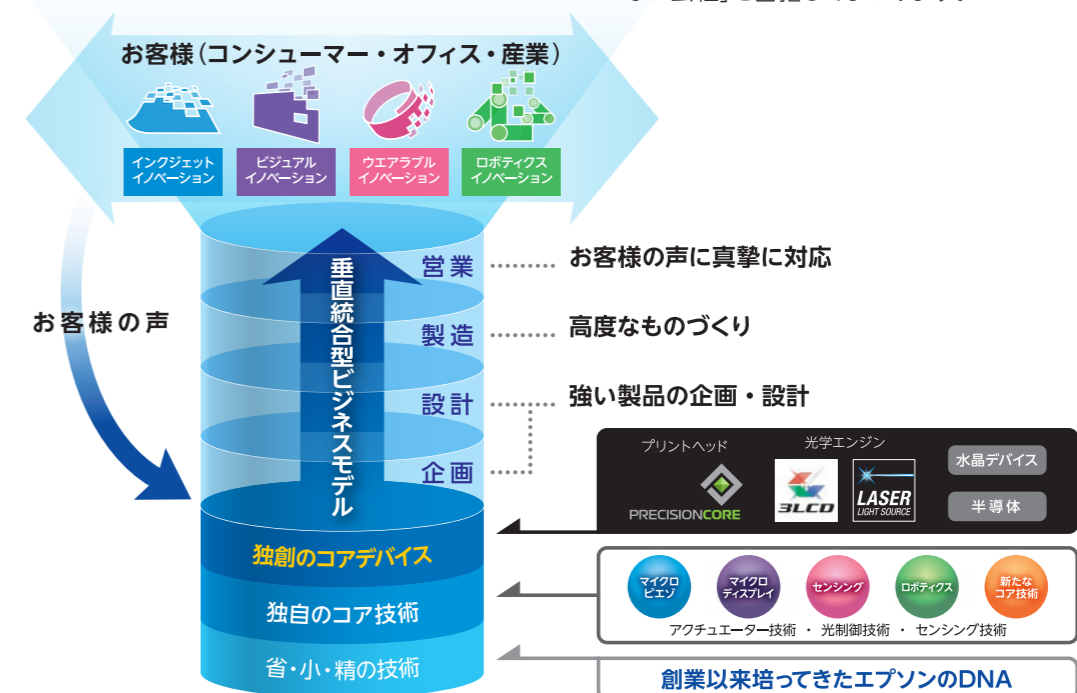 お客様（コンシューマー・オフィス・産業）
インクジェット
イノベーション
ビジュアル
イノベーション
ウエアラブル
イノベーション
ロボティクス
イノベーション
お客様の声
垂直統合型ビジネスモデル
営業
お客様の声に真摯に対応
製造
高度なものづくり
設計
強い製品の企画・設計
企画
プリントヘッド
PRECISIONCORE
光学エンジン
3LCD
LASER
LIGHT SOURCE
水晶デバイス
半導体
独創のコアデバイス
独自のコア技術
マイクロ
ピエゾ
マイクロ
ディスプレイ
センシング
ロボティクス
新たな
コア技術
アクチュエーター技術 ・ 光制御技術 ・ センシング技術
省・小・精の技術
創業以来培ってきたエプソンのDNA